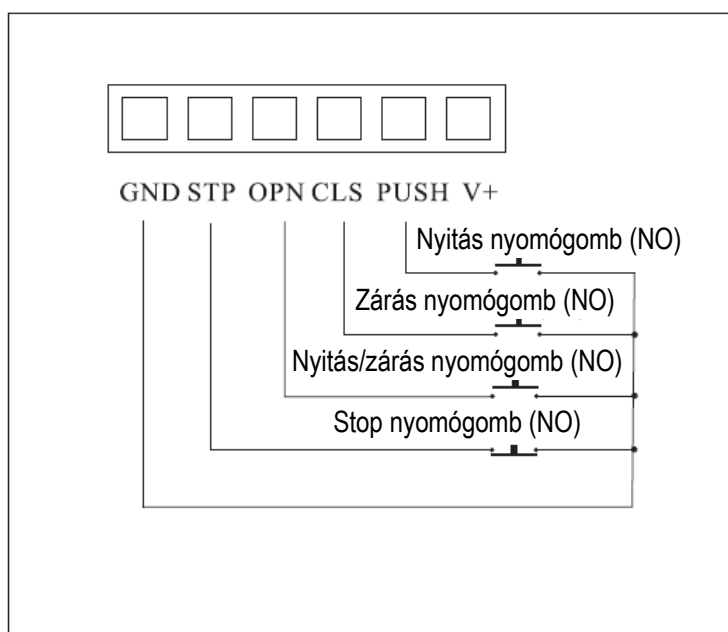 GND STP OPN CLS PUSH V+
Nyitás nyomógomb (NO)
Zárás nyomógomb (NO)
Nyitás/zárás nyomógomb (NO)
Stop nyomógomb (NO)